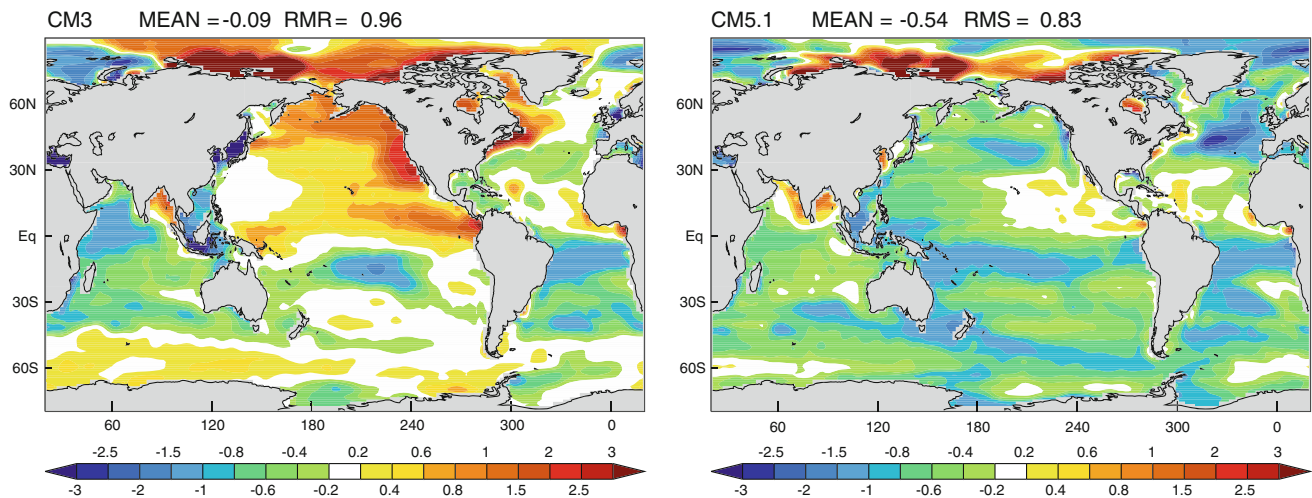 CM3 MEAN =-0.09 RMR = 0.96
CM5.1 MEAN = -0.54 RMS = 0.83
60N
30N
Eq
30S
60S
60 120 180 240 300 0
-2.5 -1.5 -0.8 -0.4 0.2 0.6 1 2 3
-3 -2 -1 -0.6 -0.2 0.4 0.8 1.5 2.5
60N
30N
Eq
30S
60S
60 120 180 240 300 0
-2.5 -1.5 -0.8 -0.4 0.2 0.6 1 2 3
-3 -2 -1 -0.6 -0.2 0.4 0.8 1.5 2.5